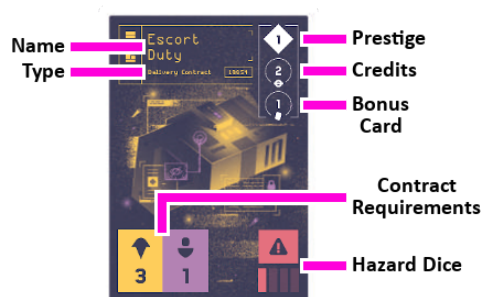 Name
Type
Escort
Duty
Delivery Contract
18654
1
2
1
Prestige
Credits
Bonus
Card
Contract
Requirements
3
1
Hazard Dice